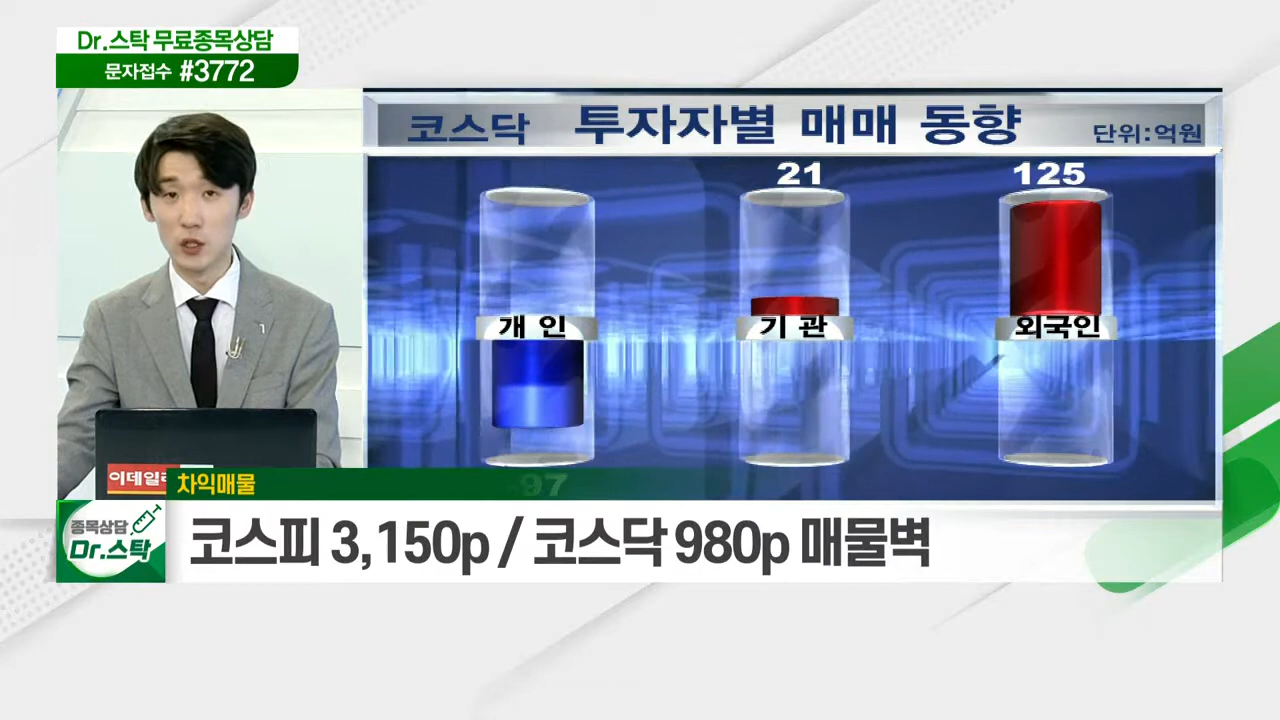 Dr.스탁 무료종목상담
문자접수 #3772
코스닥 투자자별 매매 동향 단위:억원
21 125
개 인 기 관 외국인
97
이데일리
차익매물
종목상담
Dr.스탁
코스피 3,150p / 코스닥 980p 매물벽